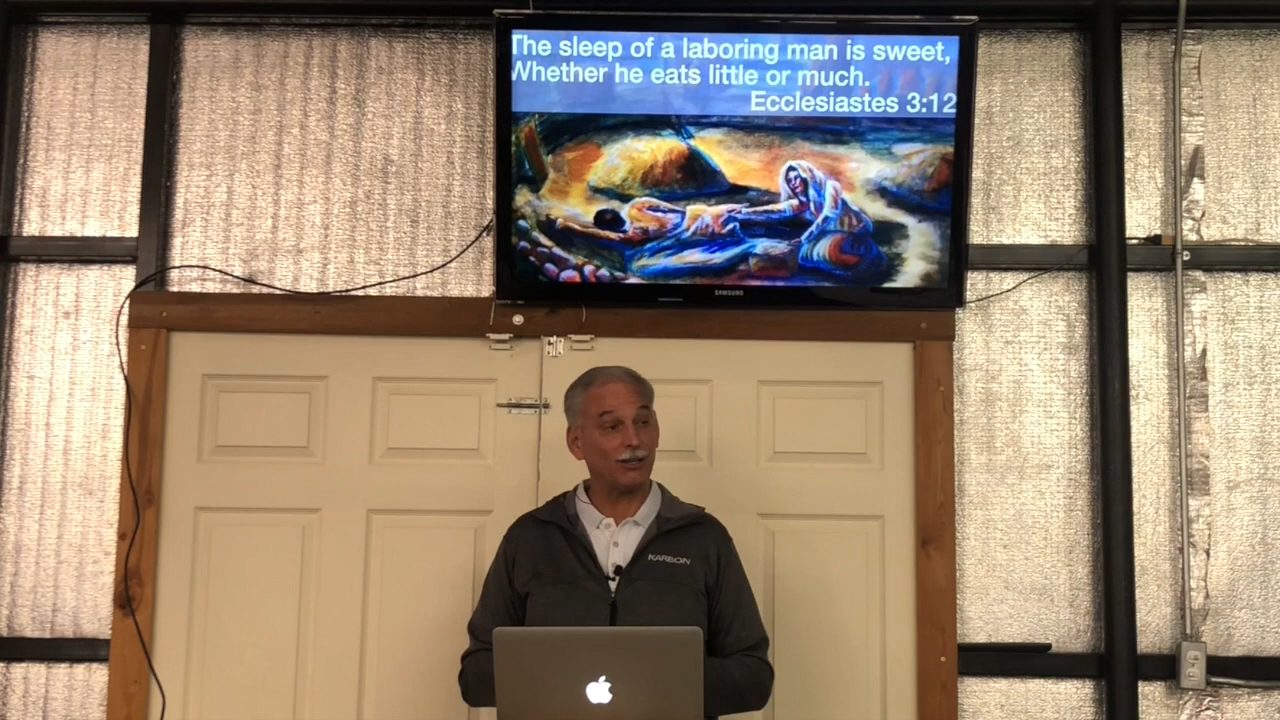 The sleep of a laboring man is sweet,
Whether he eats little or much.
Ecclesiastes 3:12
SAMSUNG
KARBON